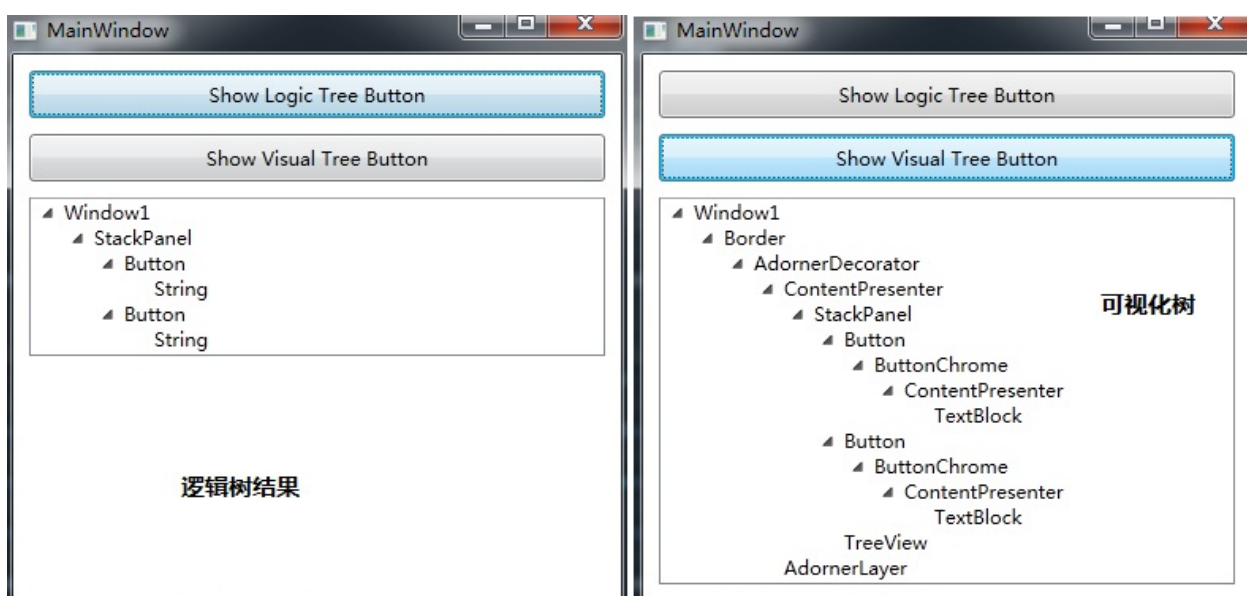 MainWindow
Show Logic Tree Button
Show Visual Tree Button
Window1
StackPanel
Button
String
Button
String
逻辑树结果
MainWindow
Show Logic Tree Button
Show Visual Tree Button
Window1
Border
AdornerDecorator
ContentPresenter
可视化树
StackPanel
Button
ButtonChrome
ContentPresenter
TextBlock
Button
ButtonChrome
ContentPresenter
TextBlock
TreeView
AdornerLayer